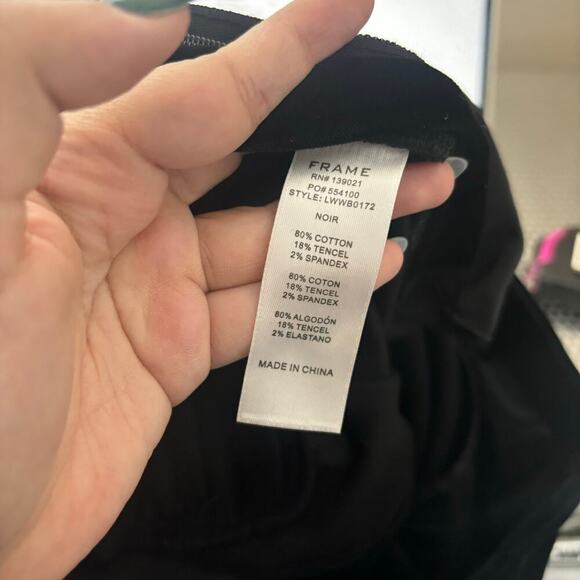 FRAME
RN# 139021
PO# 554100
STYLE: LWWB0172
NOIR
80% COTTON
18% TENCEL
2% SPANDEX
80% COTON
18% TENCEL
2% SPANDEX
80% ALGODÓN
18% TENCEL
2% ELASTANO
MADE IN CHINA